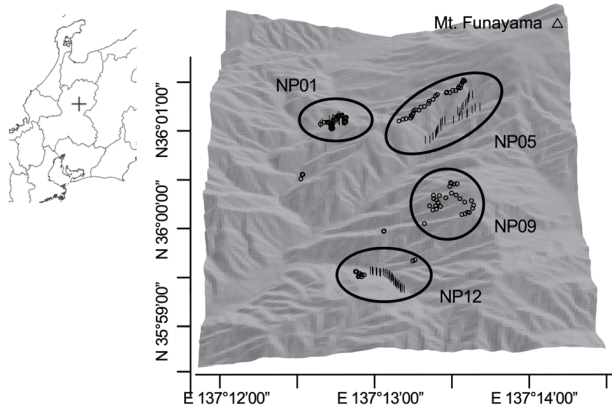 Mt. Funayama △
NP01
NP05
NP09
NP12
N36°01'00"
N 36°00'00"
N 35°59'00"
E 137°12'00"
E 137°13'00"
E 137°14'00"